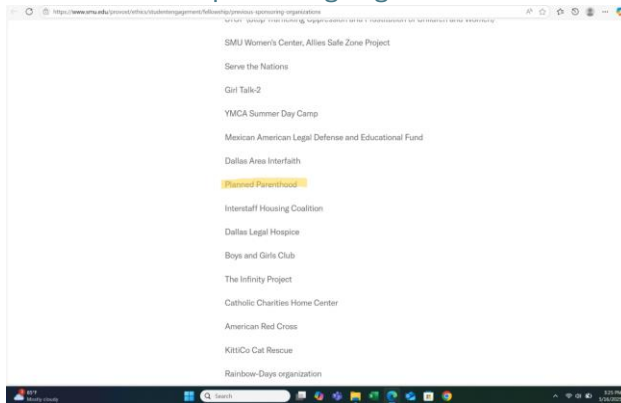 https://www.smu.edu/provost/ethics/studentengagement/fellowship/previous-sponsoring-organizations
SMU Women's Center, Allies Safe Zone Project
Serve the Nations
Girl Talk-2
YMCA Summer Day Camp
Mexican American Legal Defense and Educational Fund
Dallas Area Interfaith
Planned Parenthood
Interstaff Housing Coalition
Dallas Legal Hospice
Boys and Girls Club
The Infinity Project
Catholic Charities Home Center
American Red Cross
KittiCo Cat Rescue
Rainbow-Days organization
Mostly cloudy
Search